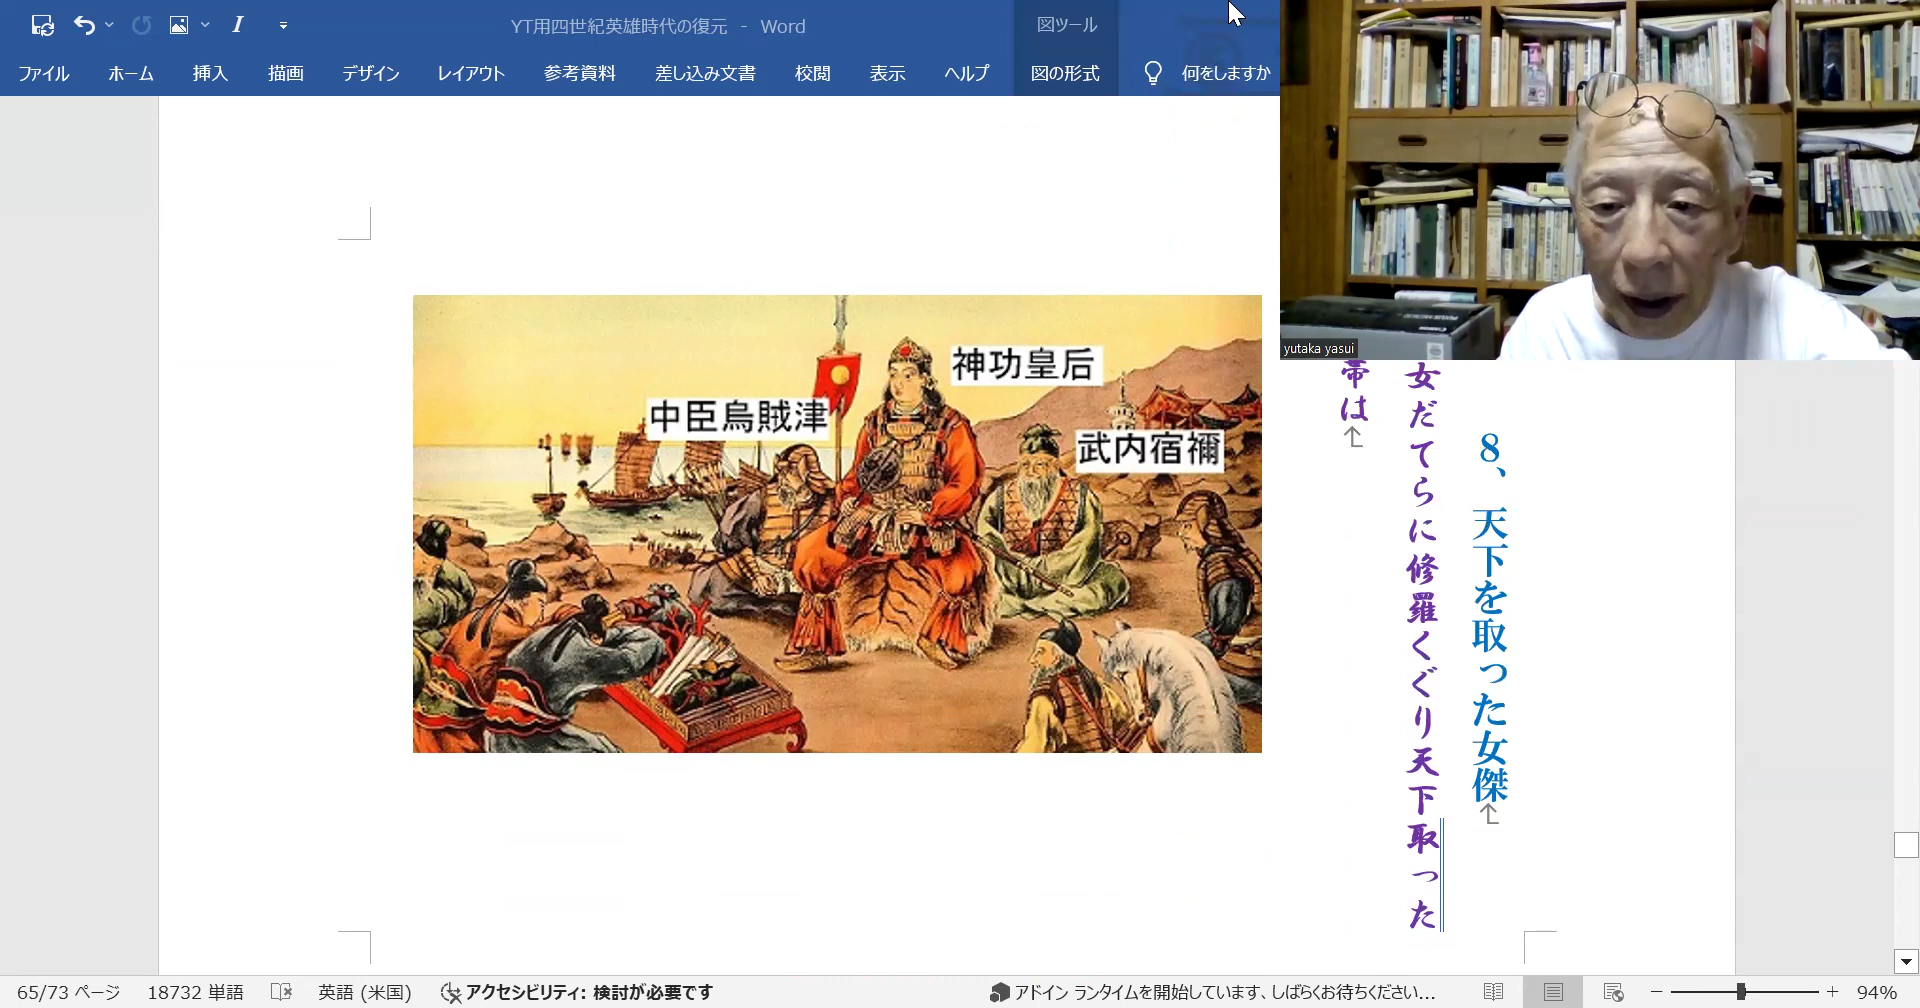 YT用四世紀英雄時代の復元 - Word
図ツール
ファイル ホーム 挿入 描画 デザイン レイアウト 参考資料 差し込み文書 校閲 表示 ヘルプ 図の形式 何をしますか
yutaka yasui
8、天下を取った女傑
女だてらに修羅くぐり天下取った
帯は
神功皇后
中臣烏賊津
武内宿禰
65/73 ページ 18732 単語 英語 (米国) アクセシビリティ: 検討が必要です アドイン ランタイムを開始しています、しばらくお待ちください... 94%